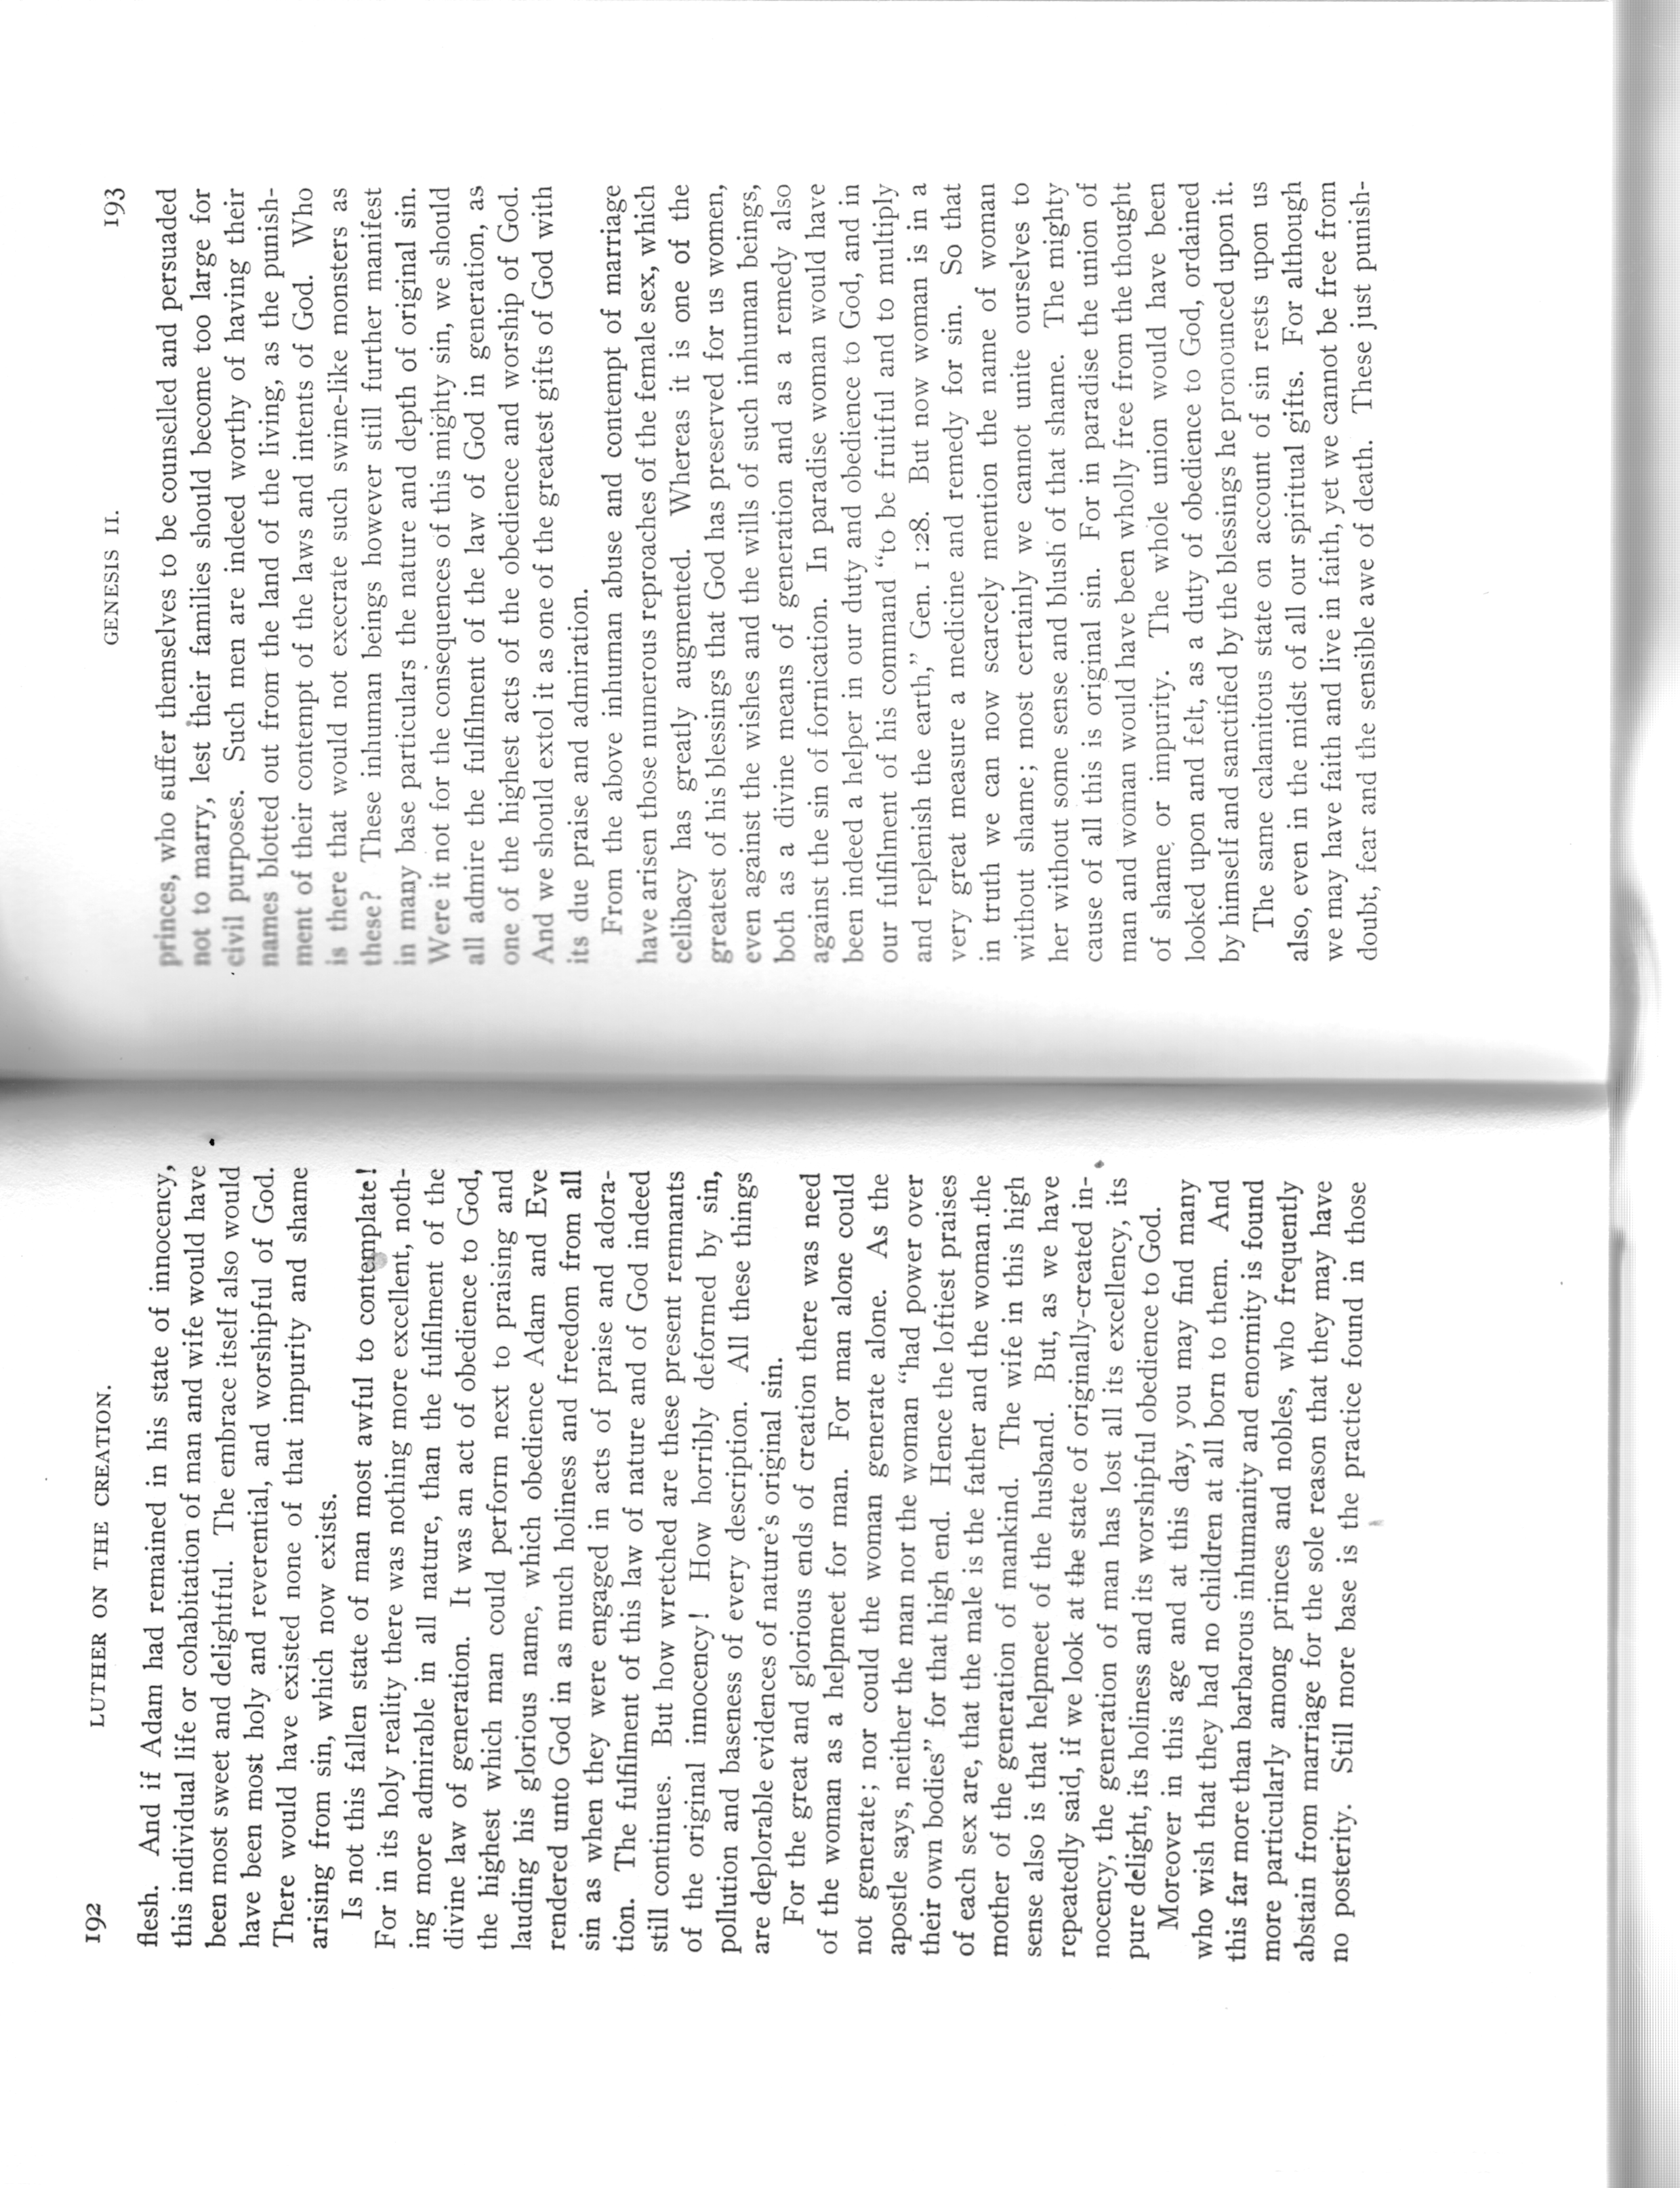 192 LUTHER ON THE CREATION.
flesh. And if Adam had remained in his state of innocency,
this individual life or cohabitation of man and wife would have
been most sweet and delightful. The embrace itself also would
have been most holy and reverential, and worshipful of God.
There would have existed none of that impurity and shame
arising from sin, which now exists.
Is not this fallen state of man most awful to contemplate!
For in its holy reality there was nothing more excellent, noth-
ing more admirable in all nature, than the fulfilment of the
divine law of generation. It was an act of obedience to God,
the highest which man could perform next to praising and
lauding his glorious name, which obedience Adam and Eve
rendered unto God in as much holiness and freedom from all
sin as when they were engaged in acts of praise and adora-
tion. The fulfilment of this law of nature and of God indeed
still continues. But how wretched are these present remnants
of the original innocency! How horribly deformed by sin,
pollution and baseness of every description. All these things
are deplorable evidences of nature's original sin.
For the great and glorious ends of creation there was need
of the woman as a helpmeet for man. For man alone could
not generate; nor could the woman generate alone. As the
apostle says, neither the man nor the woman "had power over
their own bodies" for that high end. Hence the loftiest praises
of each sex are, that the male is the father and the woman the
mother of the generation of mankind. The wife in this high
sense also is that helpmeet of the husband. But, as we have
repeatedly said, if we look at the state of originally-created in-
nocency, the generation of man has lost all its excellency, its
pure delight, its holiness and its worshipful obedience to God.
Moreover in this age and at this day, you may find many
who wish that they had no children at all born to them. And
this far more than barbarous inhumanity and enormity is found
more particularly among princes and nobles, who frequently
abstain from marriage for the sole reason that they may have
no posterity. Still more base is the practice found in those
GENESIS II. 193
princes, who suffer themselves to be counselled and persuaded
not to marry, lest their families should become too large for
civil purposes. Such men are indeed worthy of having their
names blotted out from the land of the living, as the punish-
ment of their contempt of the laws and intents of God. Who
is there that would not execrate such swine-like monsters as
these? These inhuman beings however still further manifest
in many base particulars the nature and depth of original sin.
Were it not for the consequences of this mighty sin, we should
all admire the fulfilment of the law of God in generation, as
one of the highest acts of the obedience and worship of God.
And we should extol it as one of the greatest gifts of God with
its due praise and admiration.
From the above inhuman abuse and contempt of marriage
have arisen those numerous reproaches of the female sex, which
celibacy has greatly augmented. Whereas it is one of the
greatest of his blessings that God has preserved for us women,
even against the wishes and the wills of such inhuman beings,
both as a divine means of generation and as a remedy also
against the sin of fornication. In paradise woman would have
been indeed a helper in our duty and obedience to God, and in
our fulfilment of his command "to be fruitful and to multiply
and replenish the earth," Gen. 1:28. But now woman is in a
very great measure a medicine and remedy for sin. So that
in truth we can now scarcely mention the name of woman
without shame; most certainly we cannot unite ourselves to
her without some sense and blush of that shame. The mighty
cause of all this is original sin. For in paradise the union of
man and woman would have been wholly free from the thought
of shame or impurity. The whole union would have been
looked upon and felt, as a duty of obedience to God, ordained
by himself and sanctified by the blessings he pronounced upon it.
The same calamitous state on account of sin rests upon us
also, even in the midst of all our spiritual gifts. For although
we may have faith and live in faith, yet we cannot be free from
doubt, fear and the sensible awe of death. These just punish-